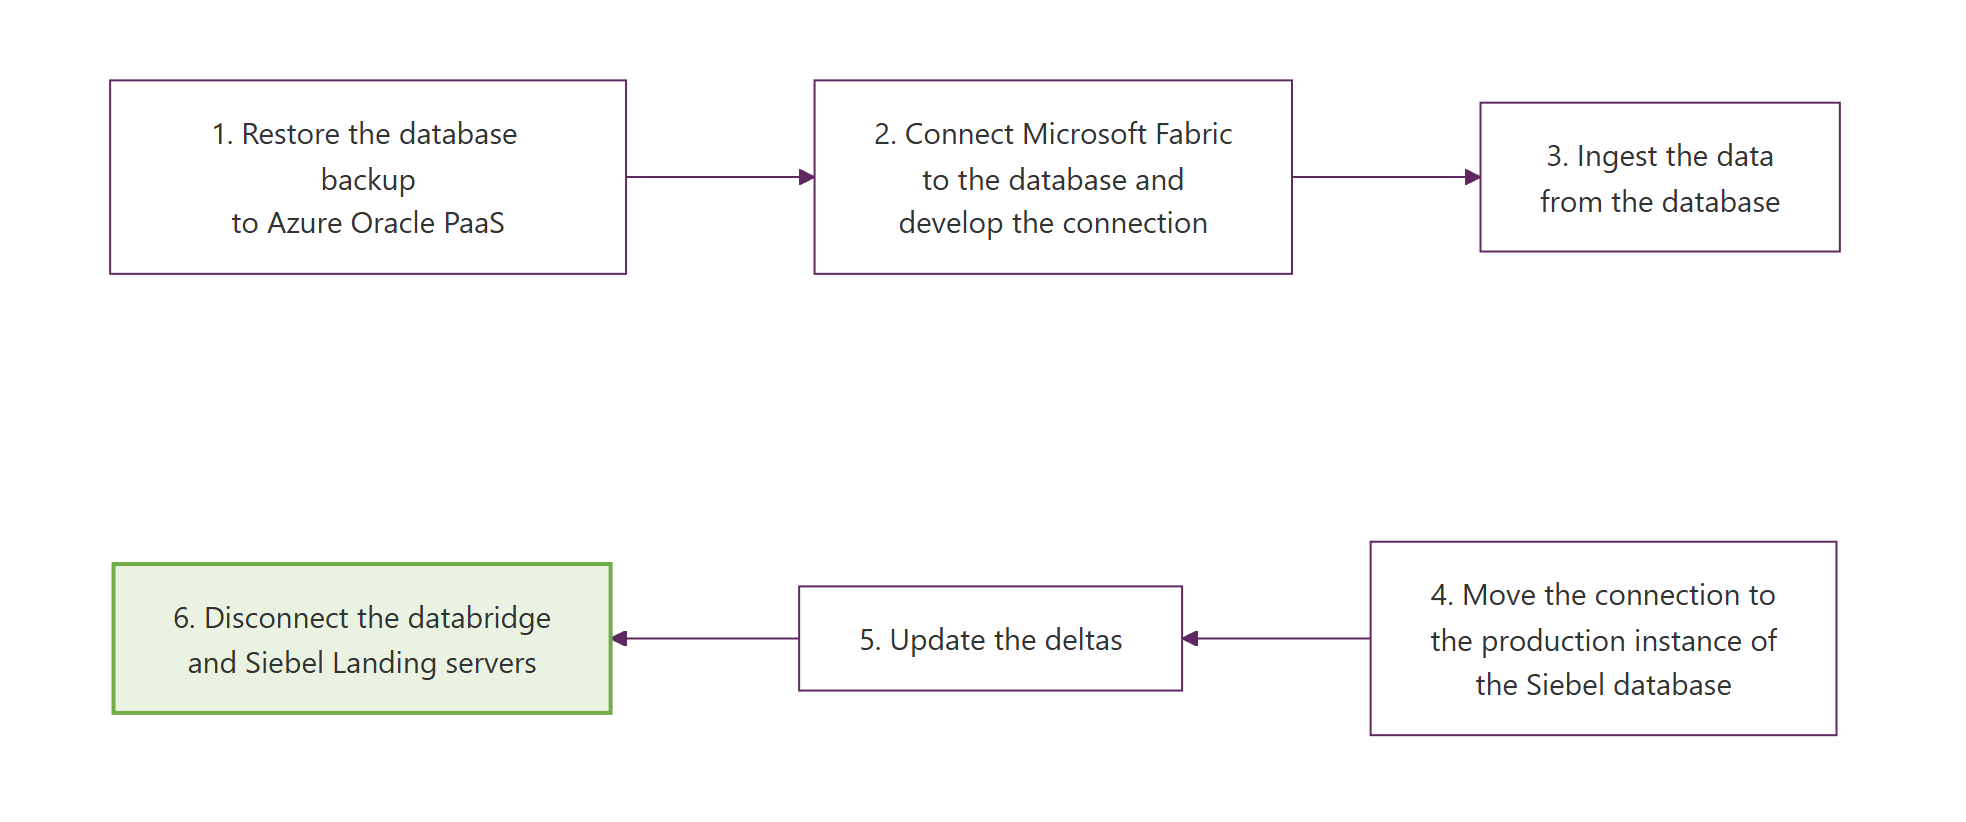 1. Restore the database
backup
to Azure Oracle PaaS
2. Connect Microsoft Fabric
to the database and
develop the connection
3. Ingest the data
from the database
4. Move the connection to
the production instance of
the Siebel database
5. Update the deltas
6. Disconnect the databridge
and Siebel Landing servers